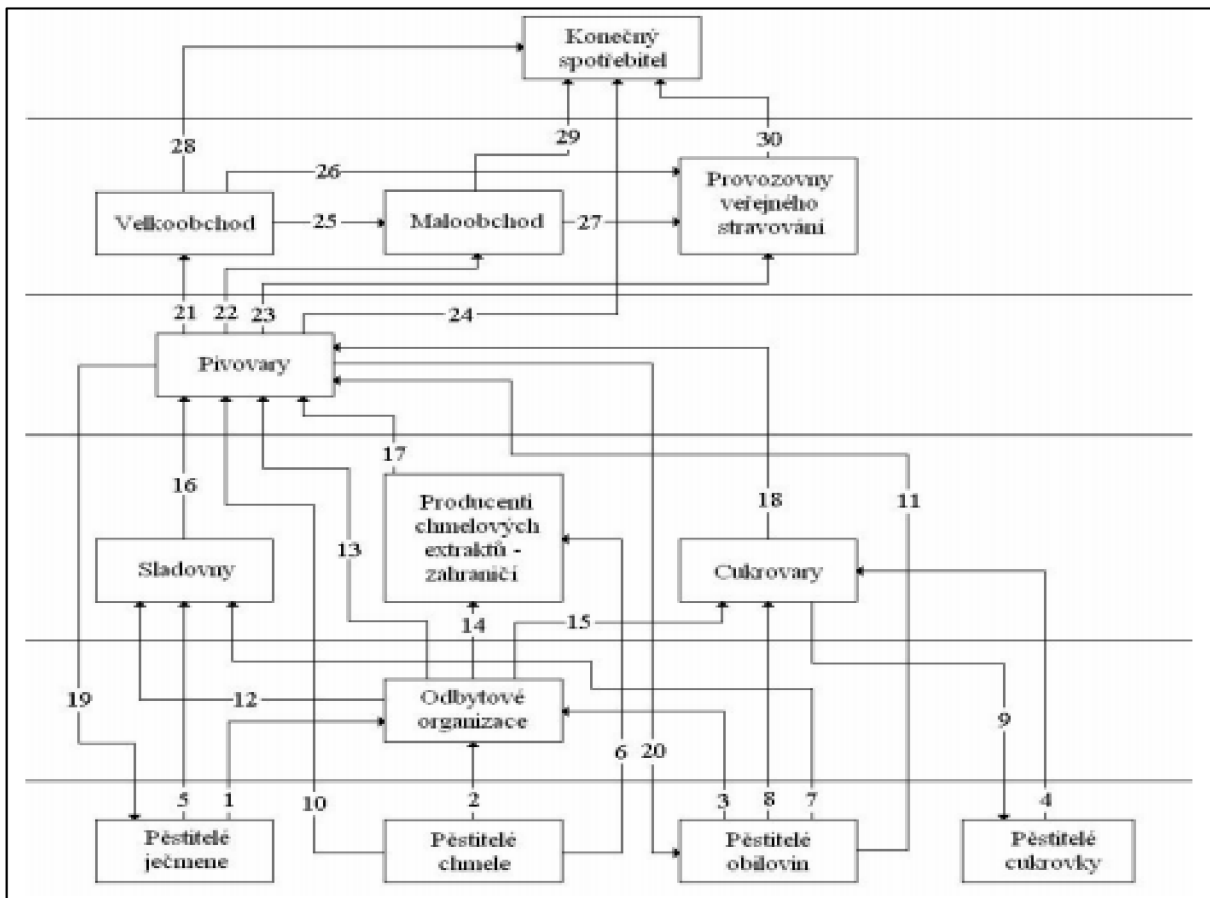 Konečný
spotřebitel
28
29
30
26
Velkoobchod
25
Maloobchod
27
Provozovny
veřejného
stravování
21
22
23
24
Pivovary
17
16
13
Producenti
chmelových
extraktů -
zahraničí
18
11
Sladovny
Cukrovary
14
15
19
12
Odbytové
organizace
6
20
3
9
5
1
10
2
8
7
4
Pěstitelé
ječmene
Pěstitelé
chmele
Pěstitelé
obilovin
Pěstitelé
cukrovky